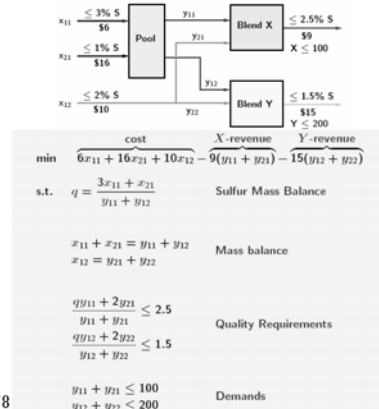 ≤ 3% S
x11
$6
y11
≤ 2.5% S
Pool
Blend X
$9
X ≤ 100
≤ 1% S
x21
$16
y21
y12
≤ 2% S
x12
$10
y22
Blend Y
≤ 1.5% S
$15
Y ≤ 200
cost X-revenue Y-revenue
min 6x11 + 16x21 + 10x12 − 9(y11 + y21) − 15(y12 + y22)
s.t. q = (3x11 + x21) / (y11 + y12) Sulfur Mass Balance
x11 + x21 = y11 + y12
x12 = y21 + y22
Mass balance
(qy11 + 2y21) / (y11 + y21) ≤ 2.5
(qy12 + 2y22) / (y12 + y22) ≤ 1.5
Quality Requirements
y11 + y21 ≤ 100
y12 + y22 ≤ 200
Demands